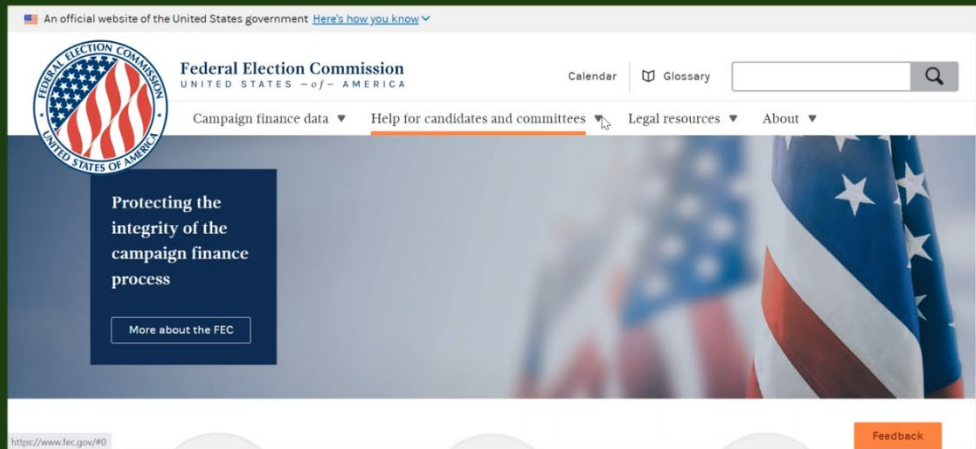 An official website of the United States government Here's how you know
FEDERAL ELECTION COMMISSION
UNITED STATES OF AMERICA
Federal Election Commission
UNITED STATES -of- AMERICA
Calendar
Glossary
Campaign finance data ▼ Help for candidates and committees ▼ Legal resources ▼ About ▼
Protecting the
integrity of the
campaign finance
process
More about the FEC
https://www.fec.gov/#0
Feedback